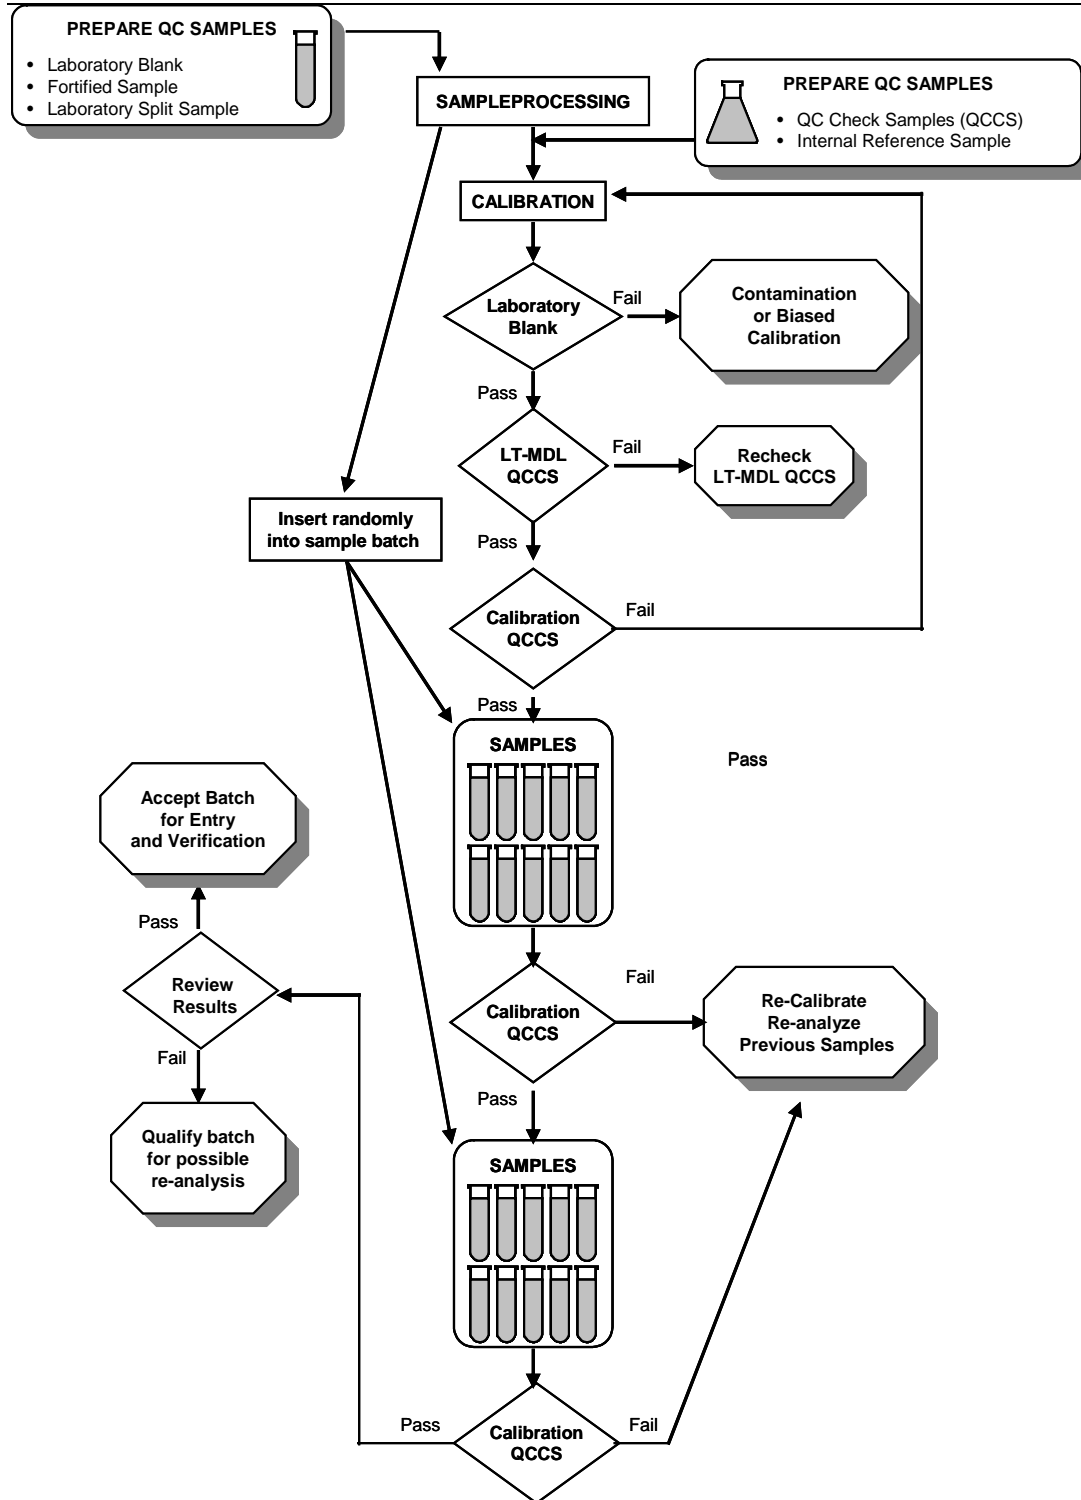 PREPARE QC SAMPLES
• Laboratory Blank
• Fortified Sample
• Laboratory Split Sample
SAMPLEPROCESSING
PREPARE QC SAMPLES
• QC Check Samples (QCCS)
• Internal Reference Sample
CALIBRATION
Laboratory
Blank
Fail
Contamination
or Biased
Calibration
Pass
LT-MDL
QCCS
Fail
Recheck
LT-MDL QCCS
Insert randomly
into sample batch
Pass
Calibration
QCCS
Fail
Pass
SAMPLES
Pass
Accept Batch
for Entry
and Verification
Pass
Review
Results
Fail
Qualify batch
for possible
re-analysis
Calibration
QCCS
Fail
Re-Calibrate
Re-analyze
Previous Samples
Pass
SAMPLES
Pass
Calibration
QCCS
Fail